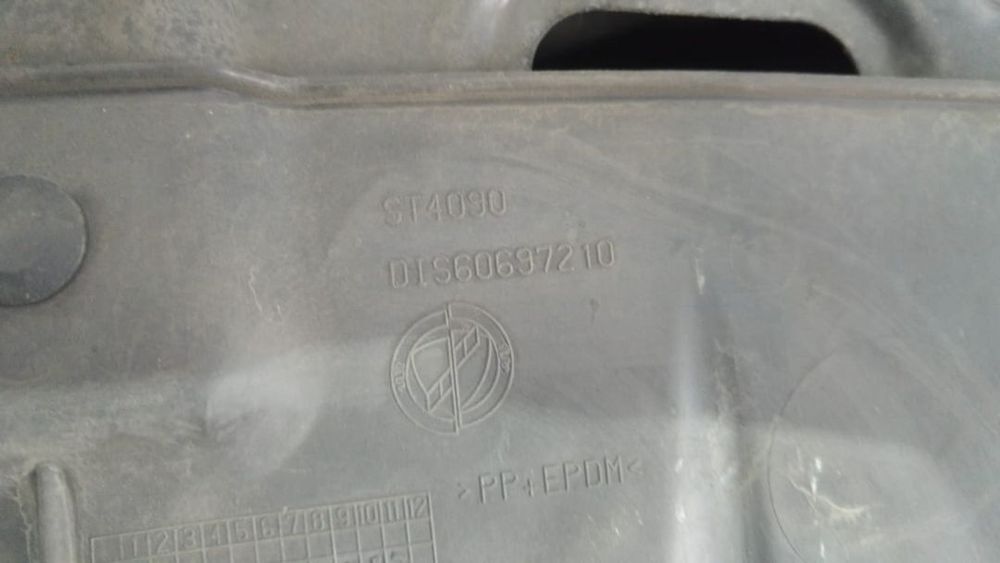 ST4090
DIS60697210
>PP+EPDM<
1 2 3 4 5 6 7 8 9 10 11 12